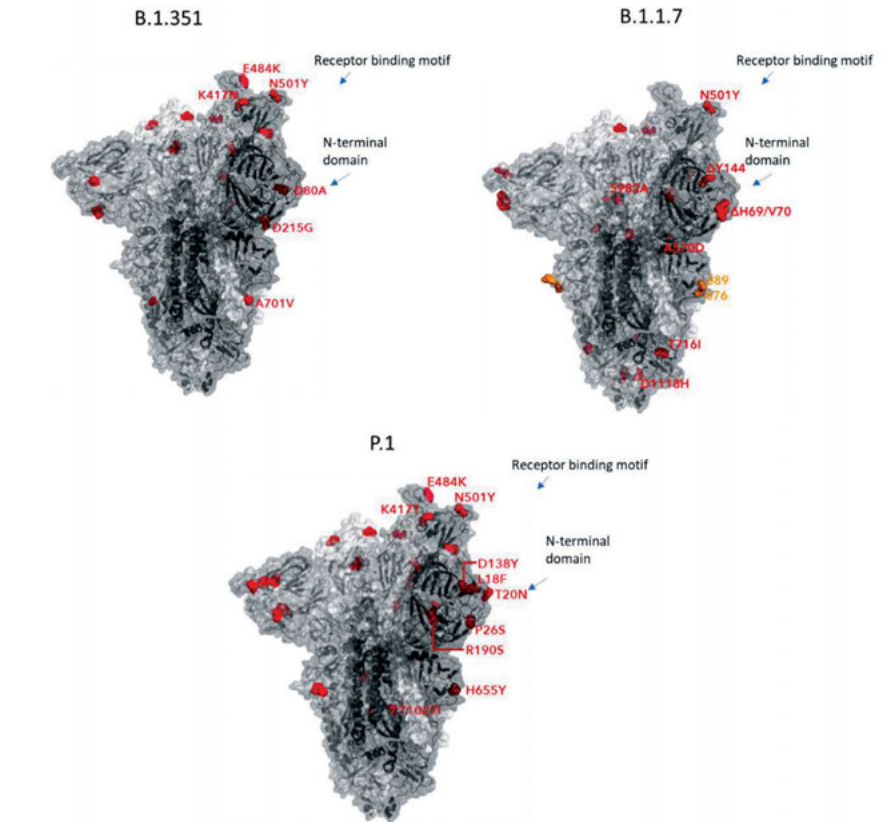 B.1.351
B.1.1.7
E484K
N501Y
K417N
Receptor binding motif
N-terminal
domain
D80A
D215G
A701V
N501Y
Receptor binding motif
N-terminal
domain
ΔY144
S982A
ΔH69/V70
A570D
T716I
D1118H
P.1
E484K
N501Y
K417T
Receptor binding motif
N-terminal
domain
D138Y
L18F
T20N
P26S
R190S
H655Y
T1027I